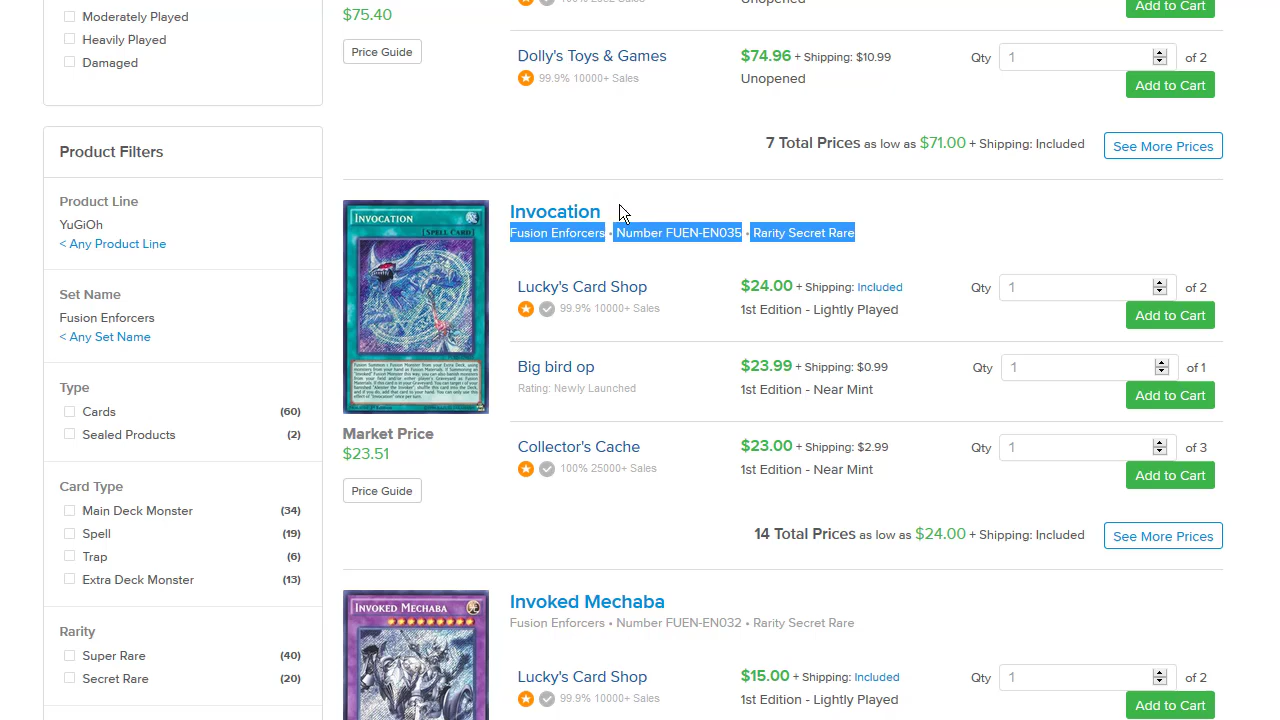 Moderately Played
Heavily Played
Damaged
Product Filters
Product Line
YuGiOh
< Any Product Line
Set Name
Fusion Enforcers
< Any Set Name
Type
Cards (60)
Sealed Products (2)
Card Type
Main Deck Monster (34)
Spell (19)
Trap (6)
Extra Deck Monster (13)
Rarity
Super Rare (40)
Secret Rare (20)
$75.40
Price Guide
Unopened
Add to Cart
Dolly's Toys & Games
99.9% 10000+ Sales
$74.96 + Shipping: $10.99
Unopened
Qty 1 of 2
Add to Cart
7 Total Prices as low as $71.00 + Shipping: Included
See More Prices
INVOCATION
[SPELL CARD]
Market Price
$23.51
Price Guide
Invocation
Fusion Enforcers • Number FUEN-EN035 • Rarity Secret Rare
Lucky's Card Shop
99.9% 10000+ Sales
$24.00 + Shipping: Included
1st Edition - Lightly Played
Qty 1 of 2
Add to Cart
Big bird op
Rating: Newly Launched
$23.99 + Shipping: $0.99
1st Edition - Near Mint
Qty 1 of 1
Add to Cart
Collector's Cache
100% 25000+ Sales
$23.00 + Shipping: $2.99
1st Edition - Near Mint
Qty 1 of 3
Add to Cart
14 Total Prices as low as $24.00 + Shipping: Included
See More Prices
INVOKED MECHABA
Invoked Mechaba
Fusion Enforcers • Number FUEN-EN032 • Rarity Secret Rare
Lucky's Card Shop
99.9% 10000+ Sales
$15.00 + Shipping: Included
1st Edition - Lightly Played
Qty 1 of 2
Add to Cart